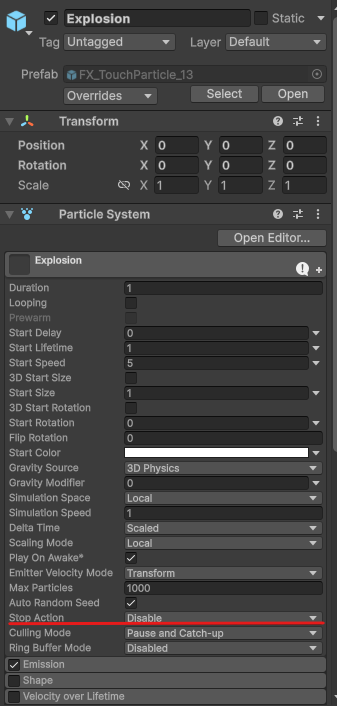 Explosion Static
Tag Untagged Layer Default
Prefab FX_TouchParticle_13
Overrides Select Open
Transform
Position X 0 Y 0 Z 0
Rotation X 0 Y 0 Z 0
Scale X 1 Y 1 Z 1
Particle System
Open Editor...
Explosion
Duration 1
Looping
Prewarm
Start Delay 0
Start Lifetime 1
Start Speed 5
3D Start Size
Start Size 1
3D Start Rotation
Start Rotation 0
Flip Rotation 0
Start Color
Gravity Source 3D Physics
Gravity Modifier 0
Simulation Space Local
Simulation Speed 1
Delta Time Scaled
Scaling Mode Local
Play On Awake*
Emitter Velocity Mode Transform
Max Particles 1000
Auto Random Seed
Stop Action Disable
Culling Mode Pause and Catch-up
Ring Buffer Mode Disabled
Emission
Shape
Velocity over Lifetime